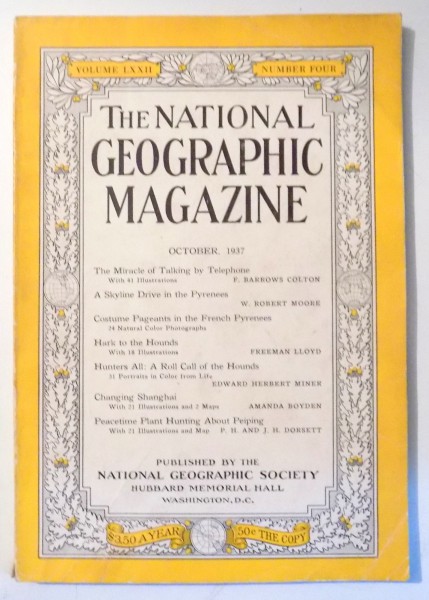 VOLUME LXXII NUMBER FOUR
THE NATIONAL
GEOGRAPHIC
MAGAZINE
OCTOBER, 1937
The Miracle of Talking by Telephone
With 41 Illustrations F. BARROWS COLTON
A Skyline Drive in the Pyrenees
W. ROBERT MOORE
Costume Pageants in the French Pyrenees
24 Natural Color Photographs
Hark to the Hounds
With 18 Illustrations FREEMAN LLOYD
Hunters All: A Roll Call of the Hounds
31 Portraits in Color from Life
EDWARD HERBERT MINER
Changing Shanghai
With 21 Illustrations and 2 Maps AMANDA BOYDEN
Peacetime Plant Hunting About Peiping
With 21 Illustrations and Map P. H. AND J. H. DORSETT
PUBLISHED BY THE
NATIONAL GEOGRAPHIC SOCIETY
HUBBARD MEMORIAL HALL
WASHINGTON, D.C.
$3.50 A YEAR 50¢ THE COPY